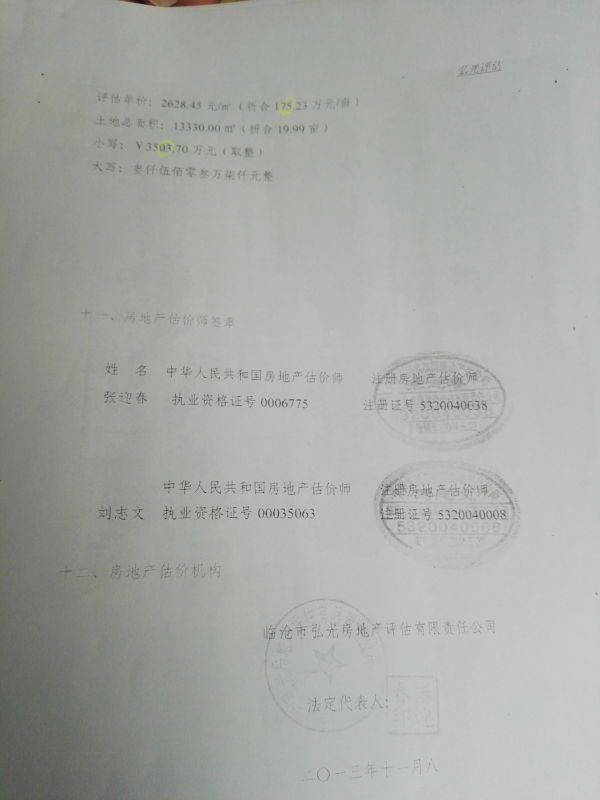 弘光评估
评估单价：2628.45 元/㎡（折合 175.23 万元/亩）
土地总面积：13330.00 ㎡（折合 19.99 亩）
小写：￥3503.70 万元（取整）
大写：叁仟伍佰零叁万柒仟元整
十一、房地产估价师签章
姓 名 中华人民共和国房地产估价师 注册房地产估价师
张迎春 执业资格证号 0006775 注册证号 5320040038
中华人民共和国房地产估价师 注册房地产估价师
刘志文 执业资格证号 00035063 注册证号 5320040008
5320040008
十二、房地产估价机构
临沧市弘光房地产评估有限责任公司
法定代表人:
二〇一三年十一月八